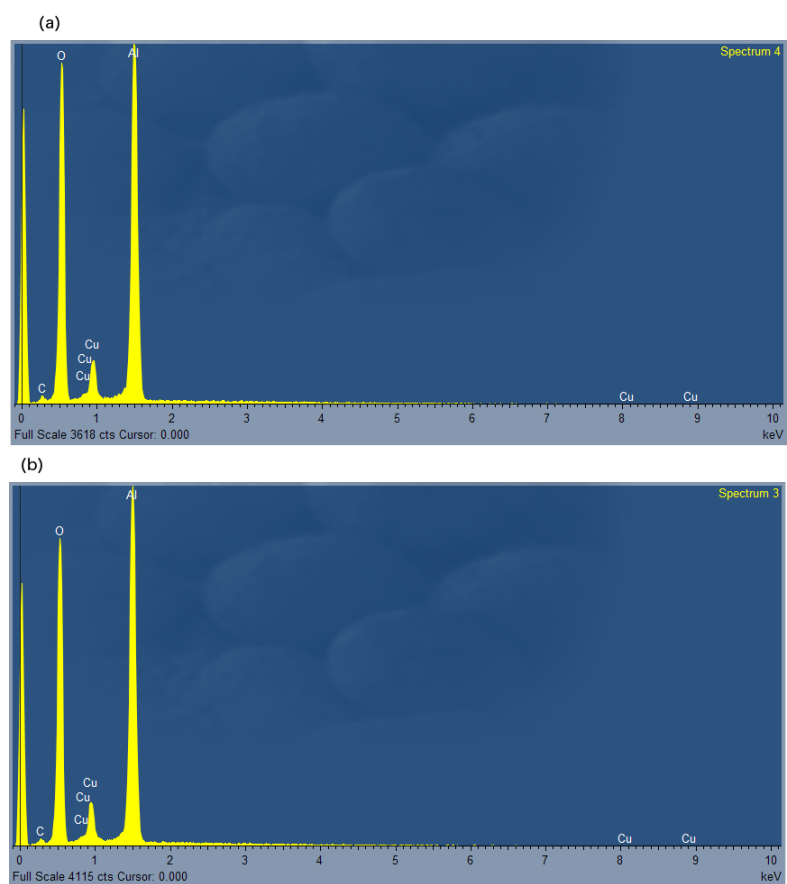 (a)
Spectrum 4
O
Al
Cu
Cu
Cu
C
Cu Cu
0 1 2 3 4 5 6 7 8 9 10
Full Scale 3618 cts Cursor: 0.000 keV
(b)
Spectrum 3
Al
O
Cu
Cu
Cu
C
Cu Cu
0 1 2 3 4 5 6 7 8 9 10
Full Scale 4115 cts Cursor: 0.000 keV